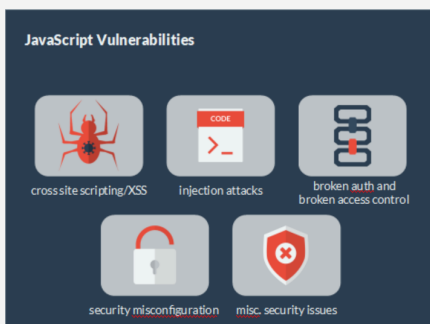 JavaScript Vulnerabilities
CODE
>_
cross site scripting/XSS
injection attacks
broken auth and
broken access control
security misconfiguration
misc. security issues